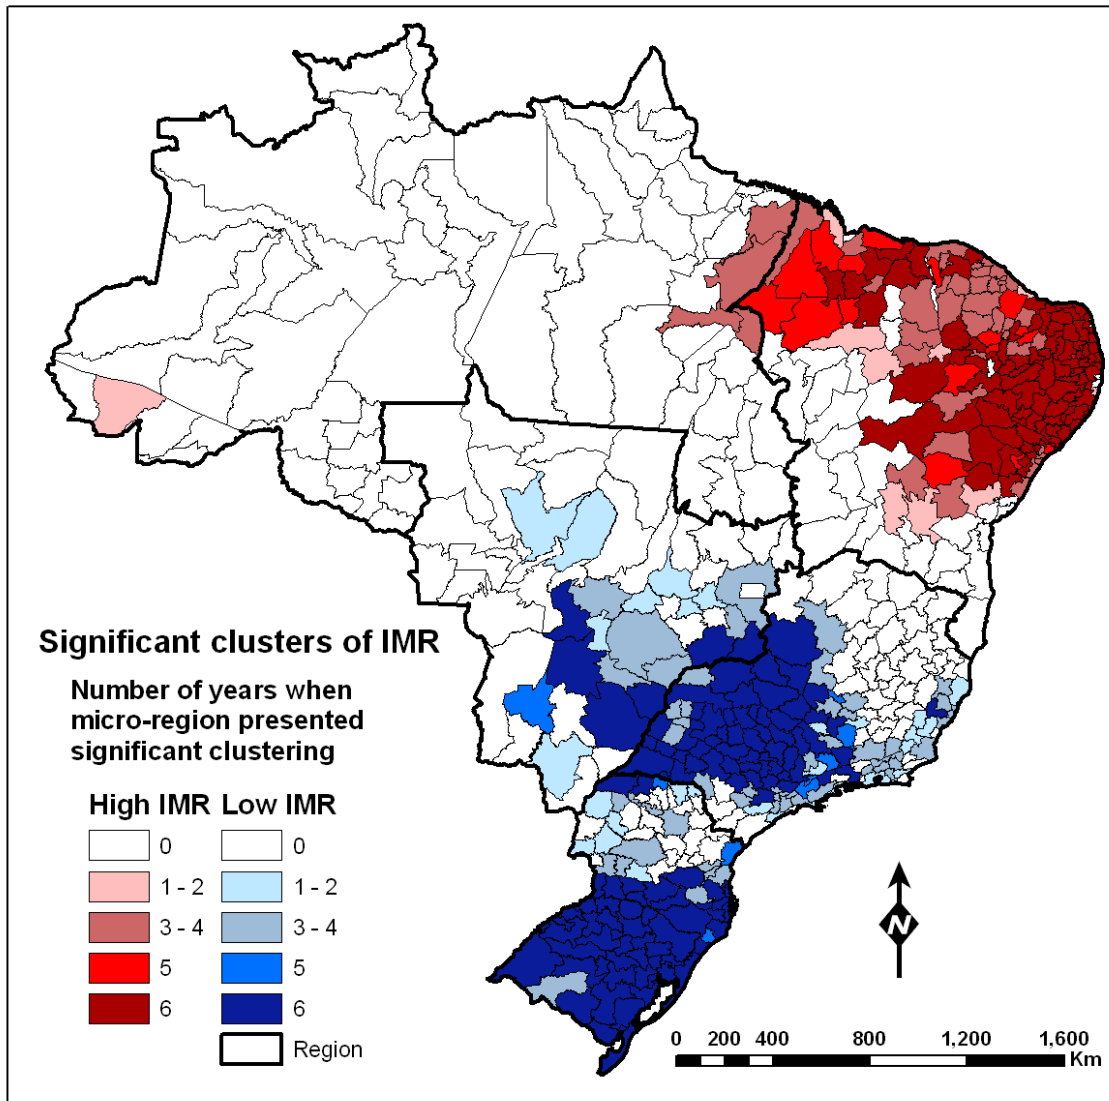 Significant clusters of IMR
Number of years when
micro-region presented
significant clustering
High IMR Low IMR
0 0
1 - 2 1 - 2
3 - 4 3 - 4
5 5
6 6
Region
N
0 200 400 800 1,200 1,600
Km